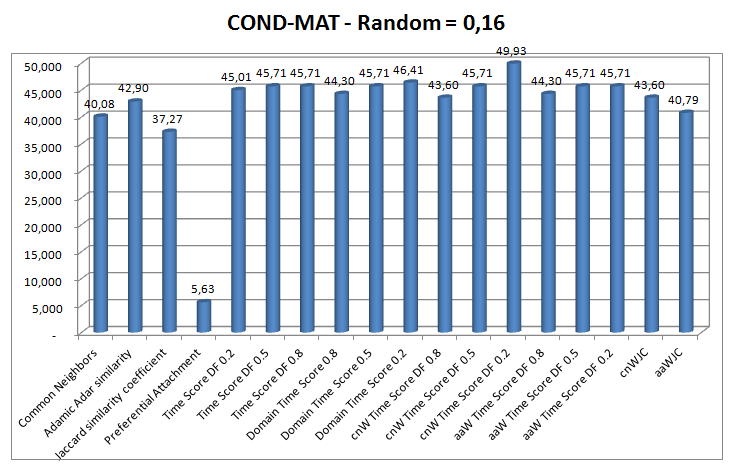 COND-MAT - Random = 0,16
50,000
45,000
40,000
35,000
30,000
25,000
20,000
15,000
10,000
5,000
-
40,08
42,90
37,27
5,63
45,01
45,71
45,71
44,30
45,71
46,41
43,60
45,71
49,93
44,30
45,71
45,71
43,60
40,79
Common Neighbors
Adamic Adar similarity
Jaccard similarity coefficient
Preferential Attachment
Time Score DF 0.2
Time Score DF 0.5
Time Score DF 0.8
Domain Time Score 0.8
Domain Time Score 0.5
Domain Time Score 0.2
cnW Time Score DF 0.8
cnW Time Score DF 0.5
cnW Time Score DF 0.2
aaW Time Score DF 0.8
aaW Time Score DF 0.5
aaW Time Score DF 0.2
cnWJC
aaWJC